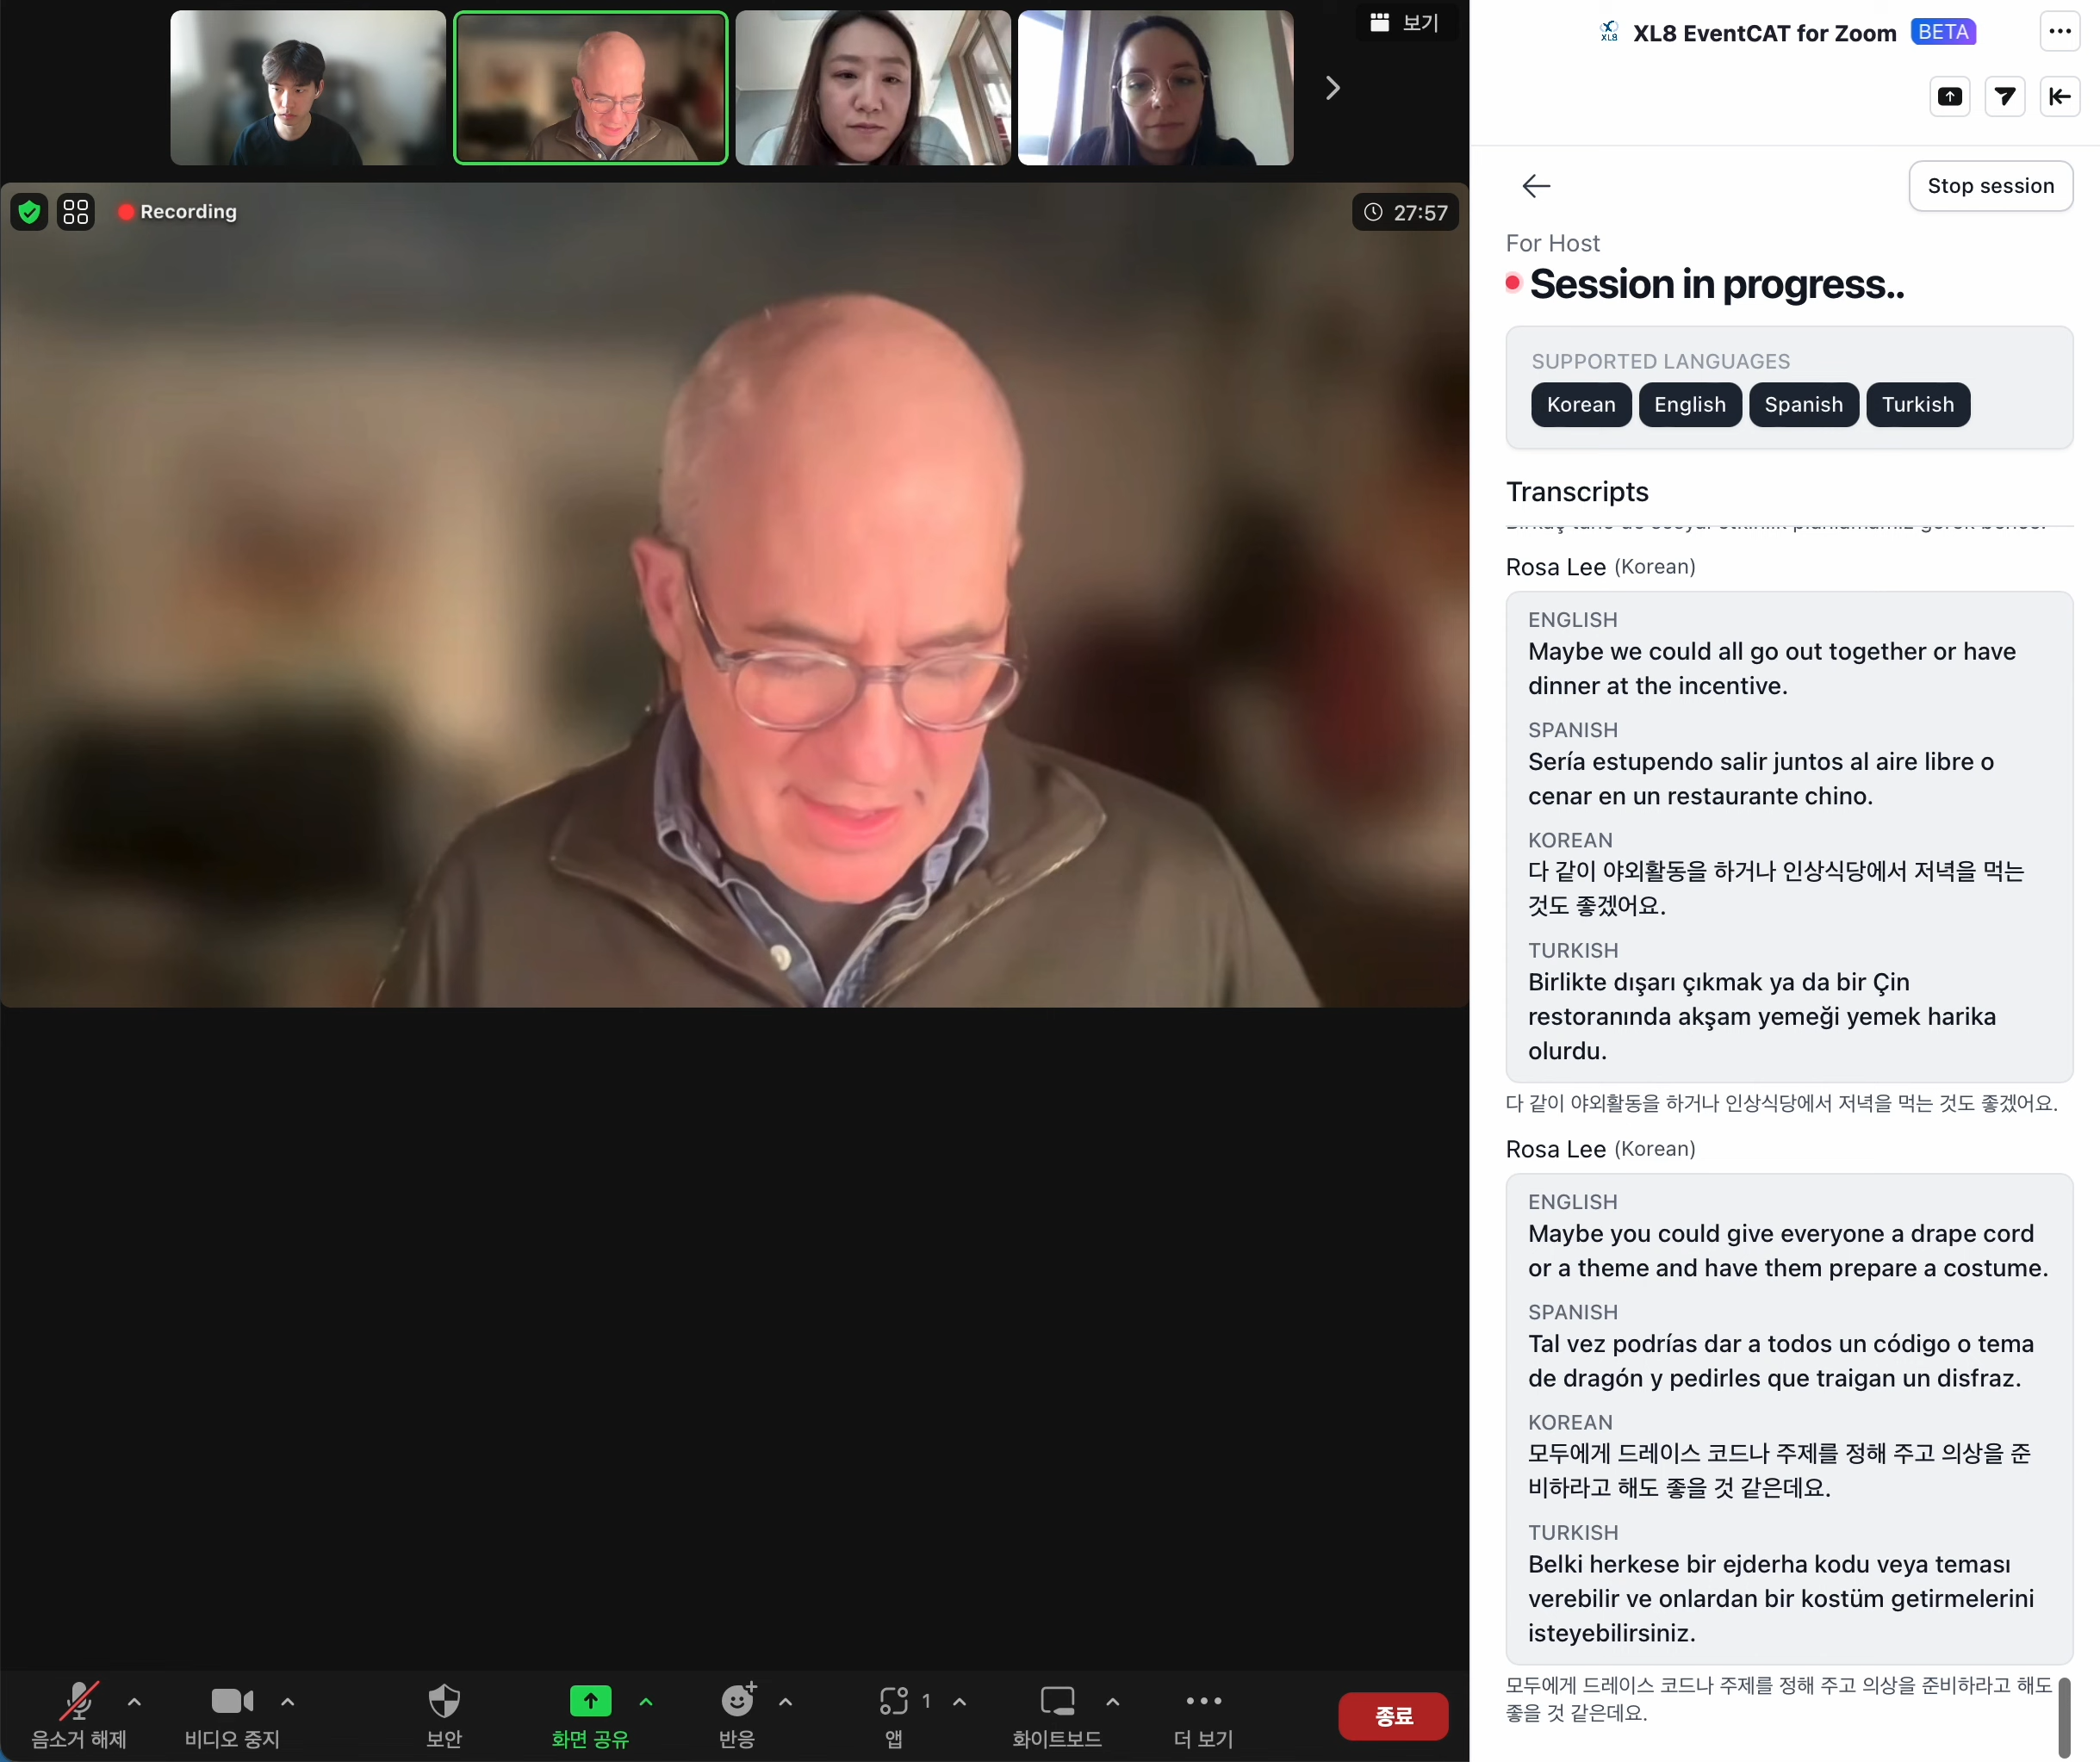 보기
Recording
27:57
XL8 EventCAT for Zoom BETA
Stop session
For Host
Session in progress..
SUPPORTED LANGUAGES
Korean English Spanish Turkish
Transcripts
Rosa Lee (Korean)
ENGLISH
Maybe we could all go out together or have
dinner at the incentive.
SPANISH
Sería estupendo salir juntos al aire libre o
cenar en un restaurante chino.
KOREAN
다 같이 야외활동을 하거나 인상식당에서 저녁을 먹는
것도 좋겠어요.
TURKISH
Birlikte dışarı çıkmak ya da bir Çin
restoranında akşam yemeği yemek harika
olurdu.
다 같이 야외활동을 하거나 인상식당에서 저녁을 먹는 것도 좋겠어요.
Rosa Lee (Korean)
ENGLISH
Maybe you could give everyone a drape cord
or a theme and have them prepare a costume.
SPANISH
Tal vez podrías dar a todos un código o tema
de dragón y pedirles que traigan un disfraz.
KOREAN
모두에게 드레이스 코드나 주제를 정해 주고 의상을 준
비하라고 해도 좋을 것 같은데요.
TURKISH
Belki herkese bir ejderha kodu veya teması
verebilir ve onlardan bir kostüm getirmelerini
isteyebilirsiniz.
모두에게 드레이스 코드나 주제를 정해 주고 의상을 준비하라고 해도
좋을 것 같은데요.
음소거 해제
비디오 중지
보안
화면 공유
반응
1
앱
화이트보드
더 보기
종료